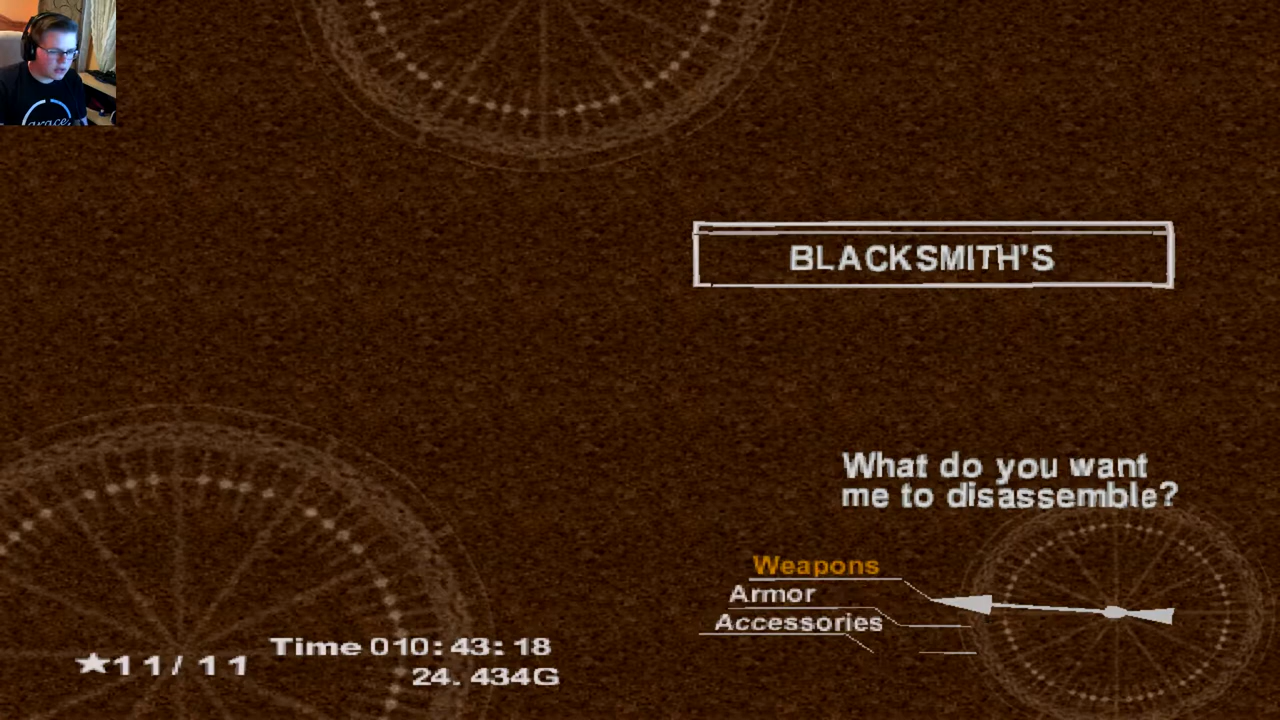 grace
BLACKSMITH'S
What do you want
me to disassemble?
Weapons
Armor
Accessories
★11/11
Time 010:43:18
24.434G